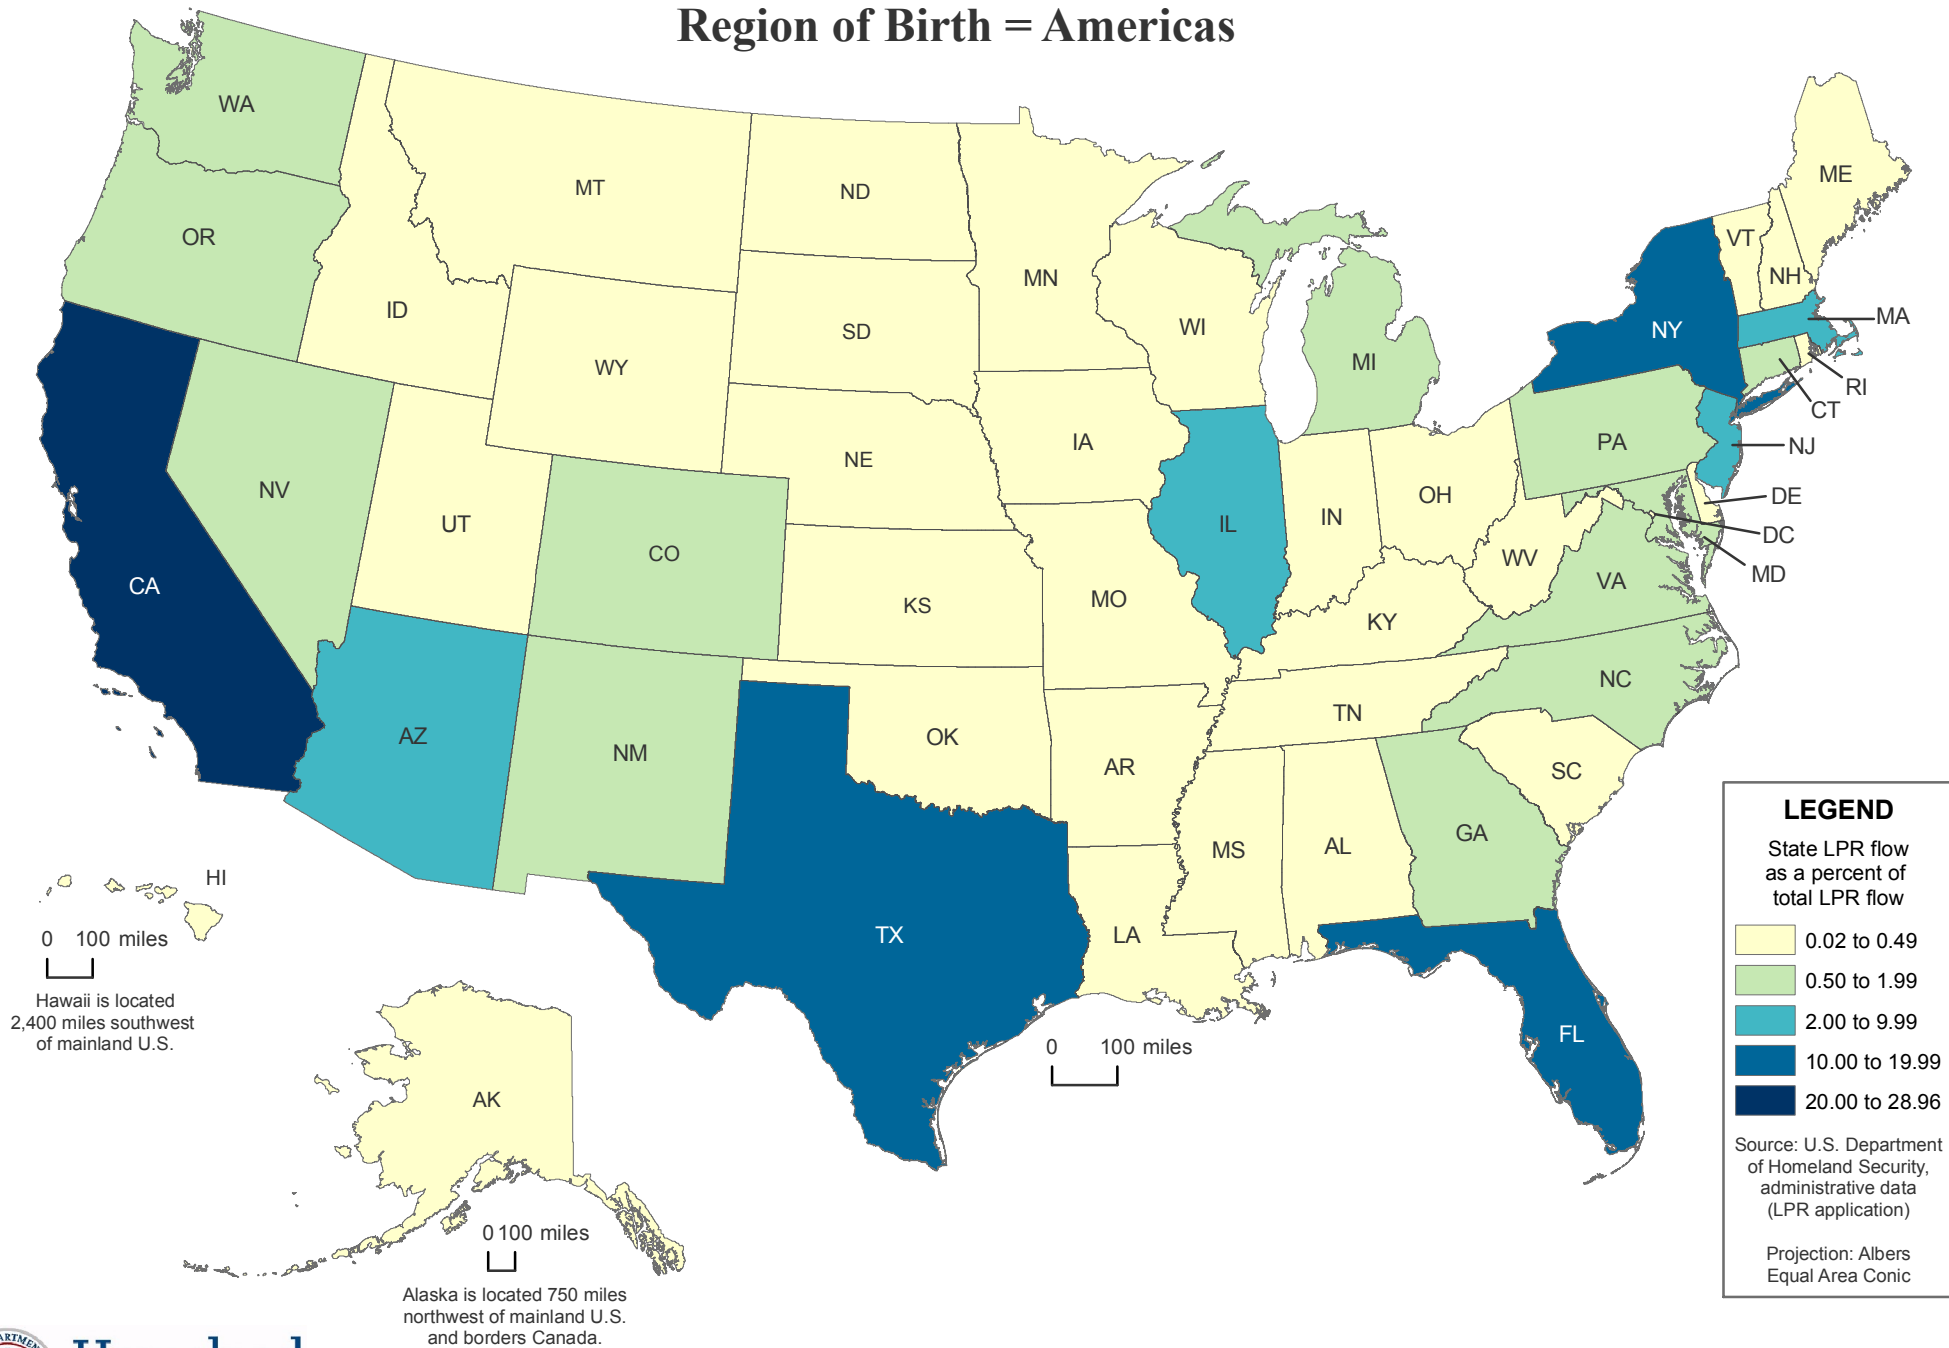 Region of Birth = Americas
WA
OR
CA
NV
ID
MT
WY
UT
CO
AZ
NM
ND
SD
NE
KS
OK
TX
MN
IA
MO
AR
LA
WI
IL
MI
IN
OH
KY
TN
MS
AL
GA
FL
SC
NC
VA
WV
PA
NY
VT
NH
ME
MA
RI
CT
NJ
DE
DC
MD
HI
0 100 miles
Hawaii is located
2,400 miles southwest
of mainland U.S.
AK
0 100 miles
Alaska is located 750 miles
northwest of mainland U.S.
and borders Canada.
0 100 miles
LEGEND
State LPR flow
as a percent of
total LPR flow
0.02 to 0.49
0.50 to 1.99
2.00 to 9.99
10.00 to 19.99
20.00 to 28.96
Source: U.S. Department
of Homeland Security,
administrative data
(LPR application)
Projection: Albers
Equal Area Conic